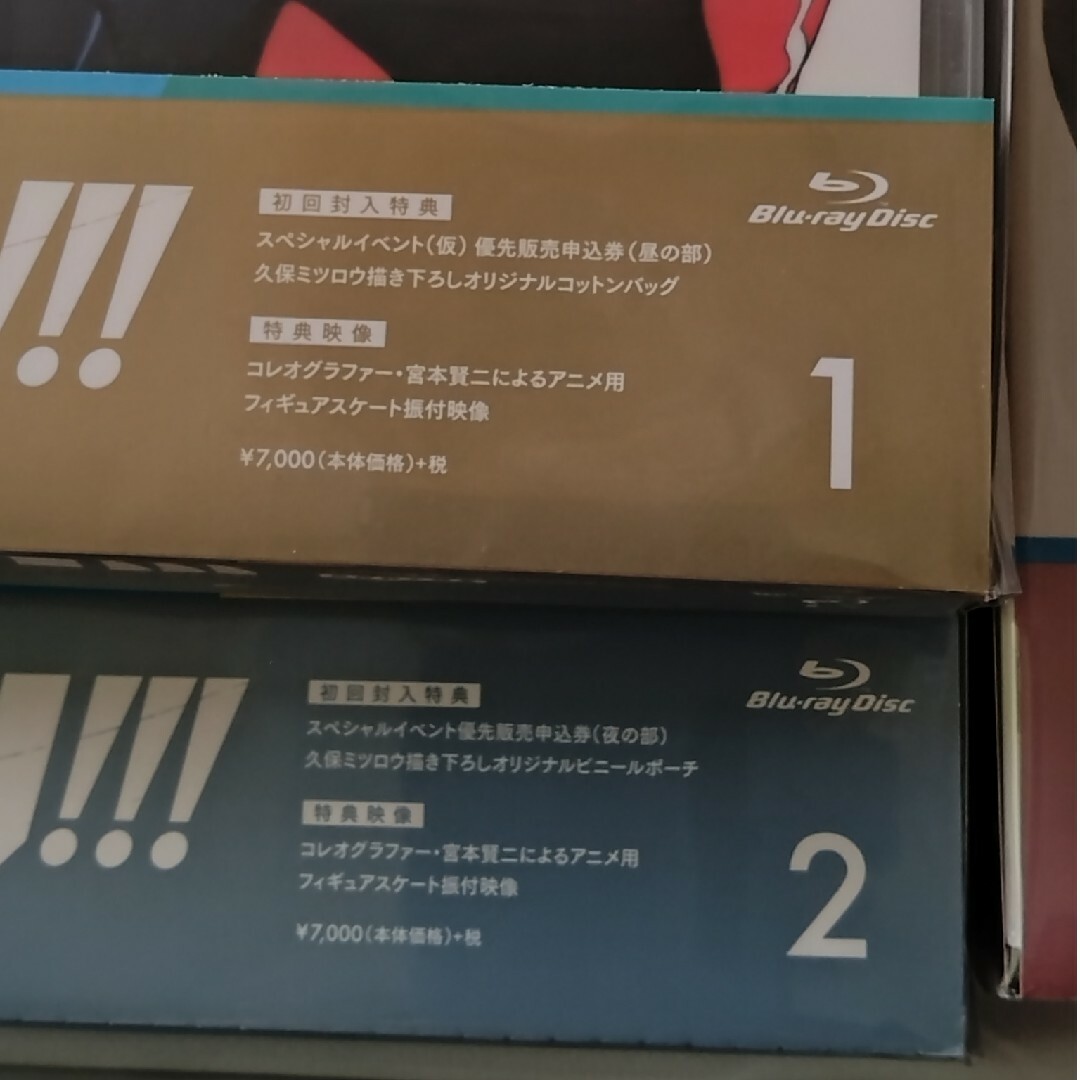 !!!
初回封入特典
スペシャルイベント(仮) 優先販売申込券(昼の部)
久保ミツロウ描き下ろしオリジナルコットンバッグ
特典映像
コレオグラファー・宮本賢二によるアニメ用
フィギュアスケート振付映像
¥7,000(本体価格)+税
Blu-ray Disc
1
!!!
初回封入特典
スペシャルイベント優先販売申込券(夜の部)
久保ミツロウ描き下ろしオリジナルビニールポーチ
特典映像
コレオグラファー・宮本賢二によるアニメ用
フィギュアスケート振付映像
¥7,000(本体価格)+税
Blu-ray Disc
2